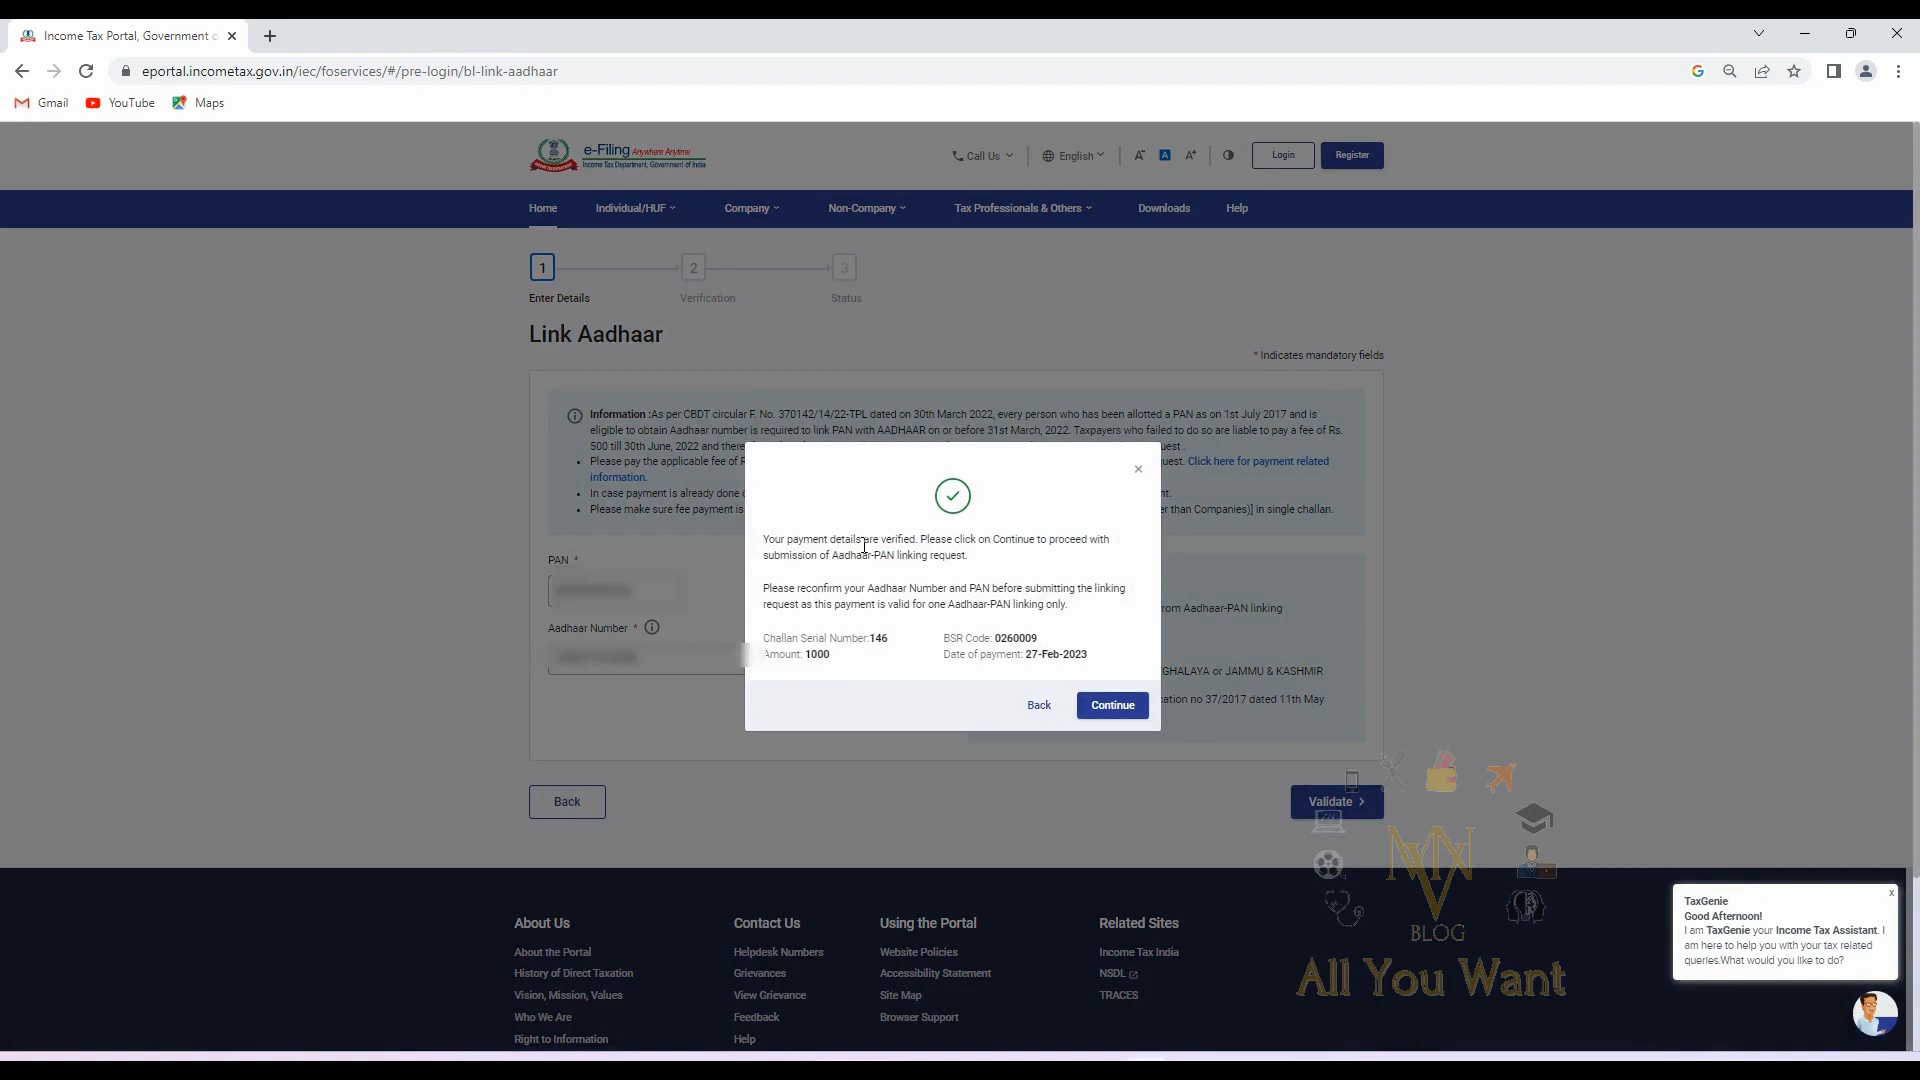 Income Tax Portal, Government o
eportal.incometax.gov.in/iec/foservices/#/pre-login/bl-link-aadhaar
Gmail YouTube Maps
e-Filing Anywhere Anytime
Income Tax Department, Government of India
Call Us English A A A+ Login Register
Home Individual/HUF Company Non-Company Tax Professionals & Others Downloads Help
1 2 3
Enter Details Verification Status
Link Aadhaar
* Indicates mandatory fields
Information :As per CBDT circular F. No. 370142/14/22-TPL dated on 30th March 2022, every person who has been allotted a PAN as on 1st July 2017 and is
eligible to obtain Aadhaar number is required to link PAN with AADHAAR on or before 31st March, 2022. Taxpayers who failed to do so are liable to pay a fee of Rs.
500 till 30th June, 2022 and there uest .
Please pay the applicable fee of uest. Click here for payment related
information.
In case payment is already done nt.
Please make sure fee payment is er than Companies)] in single challan.
×
Your payment details are verified. Please click on Continue to proceed with
submission of Aadhaar-PAN linking request.
Please reconfirm your Aadhaar Number and PAN before submitting the linking
request as this payment is valid for one Aadhaar-PAN linking only.
Challan Serial Number:146 BSR Code: 0260009
Amount: 1000 Date of payment: 27-Feb-2023
Back Continue
PAN *
Aadhaar Number *
rom Aadhaar-PAN linking
GHALAYA or JAMMU & KASHMIR
cation no 37/2017 dated 11th May
Back Validate
BLOG
All You Want
About Us
About the Portal
History of Direct Taxation
Vision, Mission, Values
Who We Are
Right to Information
Contact Us
Helpdesk Numbers
Grievances
View Grievance
Feedback
Help
Using the Portal
Website Policies
Accessibility Statement
Site Map
Browser Support
Related Sites
Income Tax India
NSDL
TRACES
x
TaxGenie
Good Afternoon!
I am TaxGenie your Income Tax Assistant. I
am here to help you with your tax related
queries.What would you like to do?